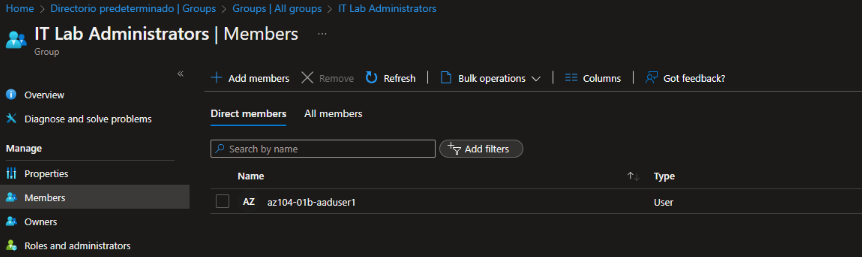 Home > Directorio predeterminado | Groups > Groups | All groups > IT Lab Administrators
IT Lab Administrators | Members ...
Group
«
Add members Remove Refresh Bulk operations Columns Got feedback?
Overview
Diagnose and solve problems
Manage
Properties
Members
Owners
Roles and administrators
Direct members All members
Search by name Add filters
Name Type
AZ az104-01b-aaduser1 User